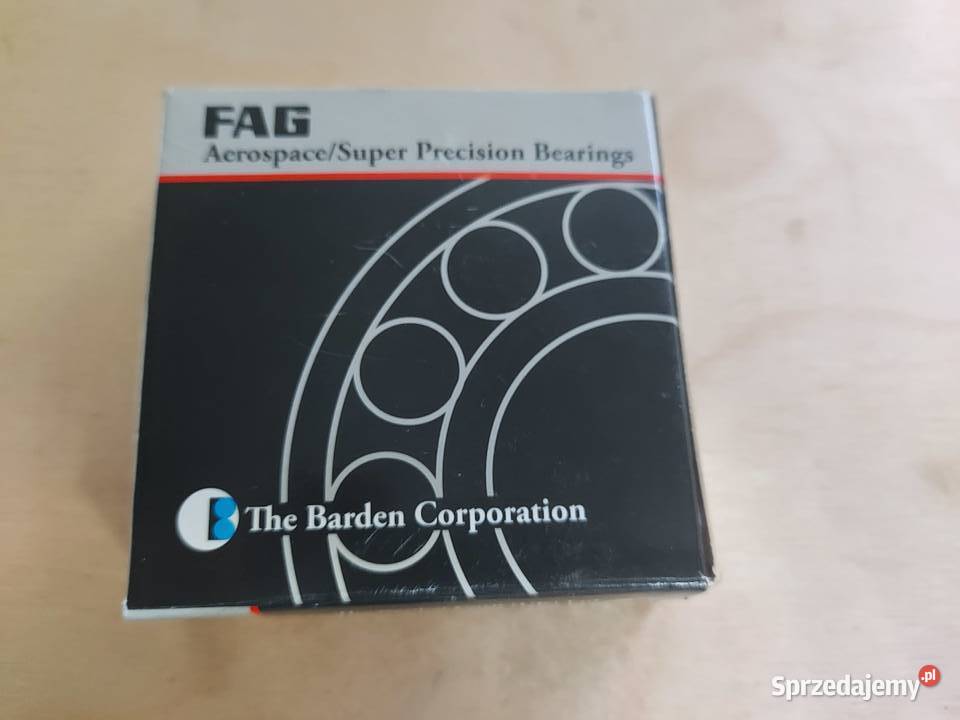 FAG
Aerospace/Super Precision Bearings
The Barden Corporation
Sprzedajemy.pl